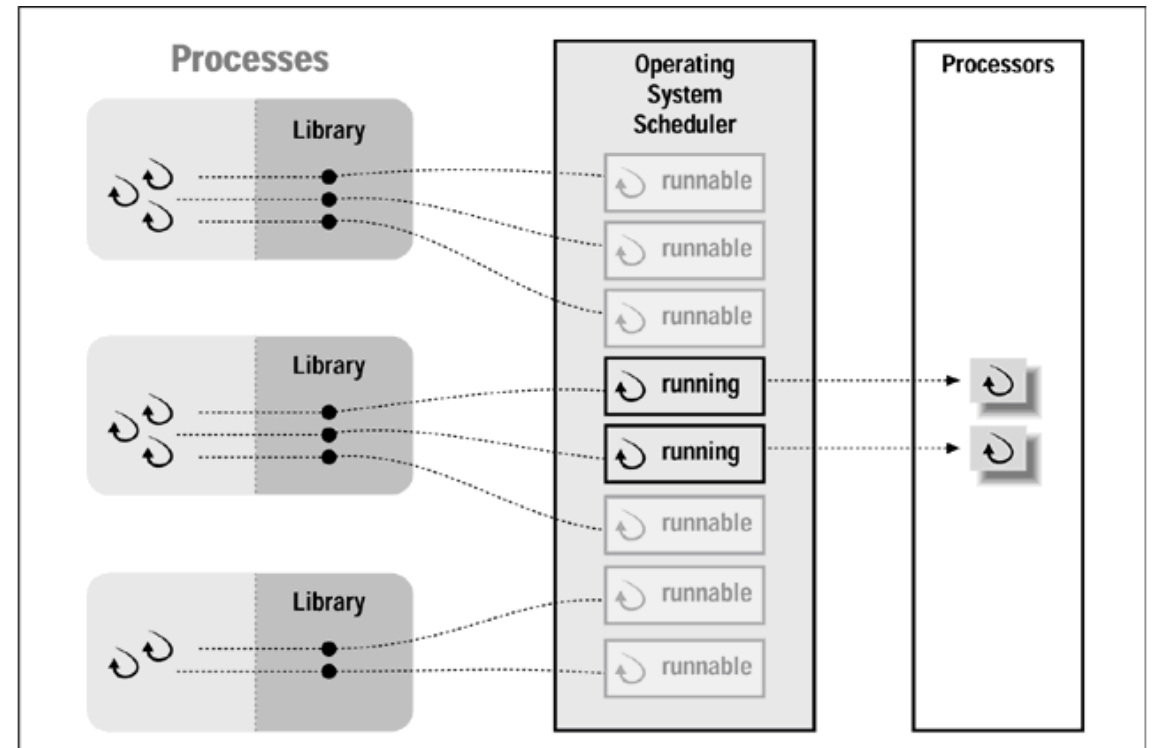 Processes
Library
Library
Library
Operating
System
Scheduler
runnable
runnable
runnable
running
running
runnable
runnable
runnable
Processors